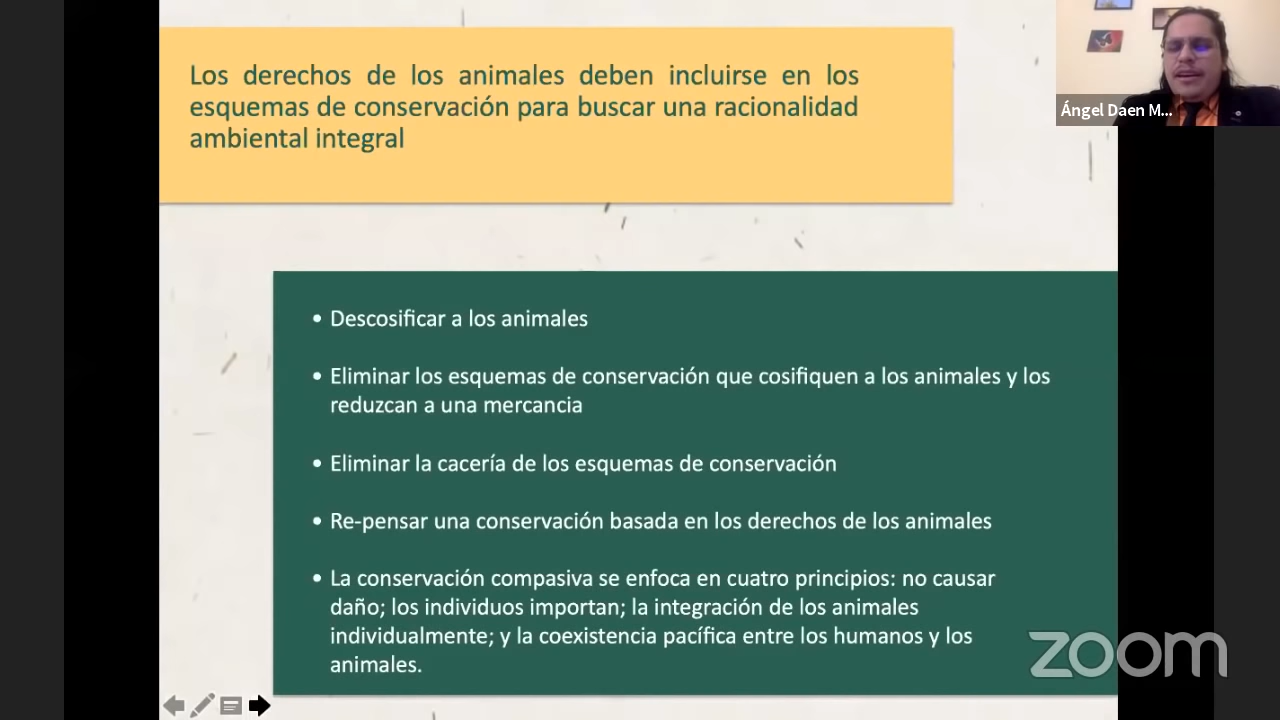 Los derechos de los animales deben incluirse en los
esquemas de conservación para buscar una racionalidad
ambiental integral
Ángel Daen M...
• Descosificar a los animales
• Eliminar los esquemas de conservación que cosifiquen a los animales y los
reduzcan a una mercancia
• Eliminar la cacería de los esquemas de conservación
• Re-pensar una conservación basada en los derechos de los animales
• La conservación compasiva se enfoca en cuatro principios: no causar
daño; los individuos importan; la integración de los animales
individualmente; y la coexistencia pacífica entre los humanos y los
animales.
zoom